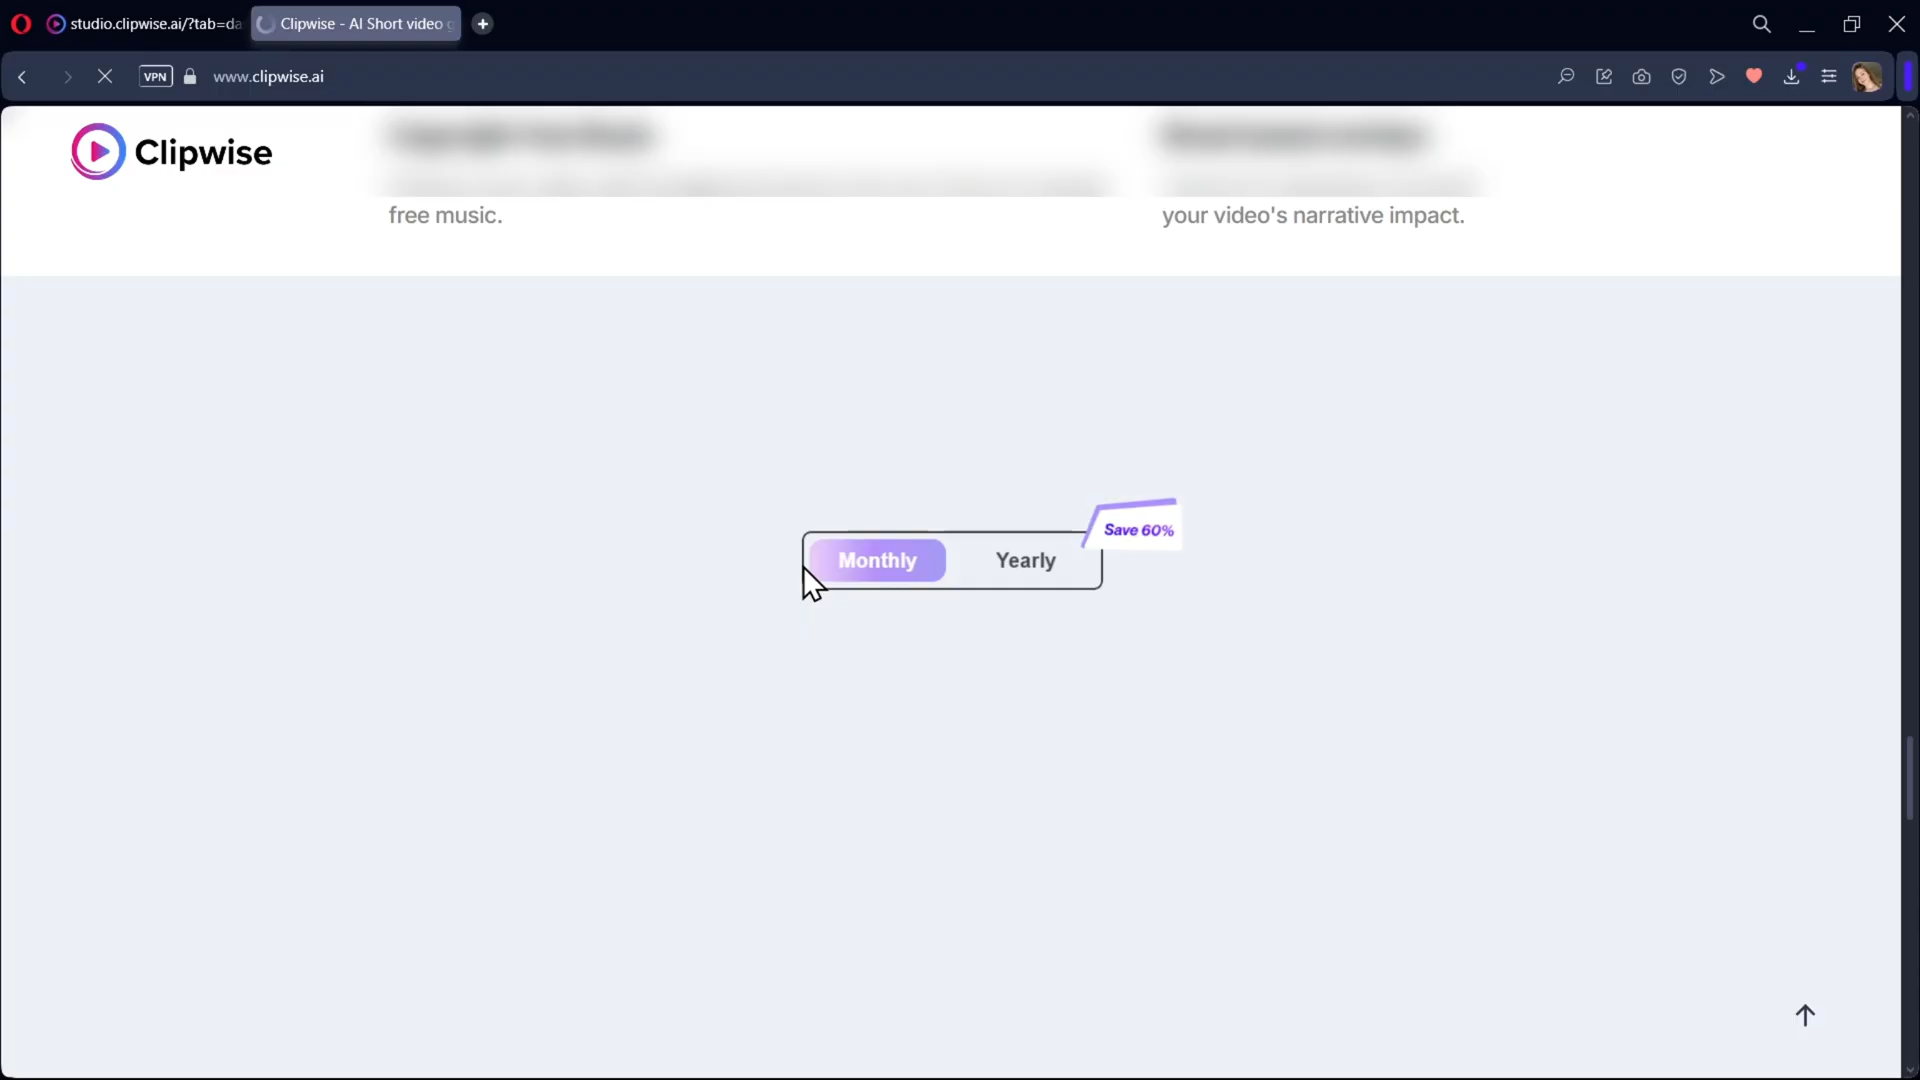 studio.clipwise.ai/?tab=da
Clipwise - AI Short video g
VPN
www.clipwise.ai
Clipwise
free music.
your video's narrative impact.
Save 60%
Monthly
Yearly